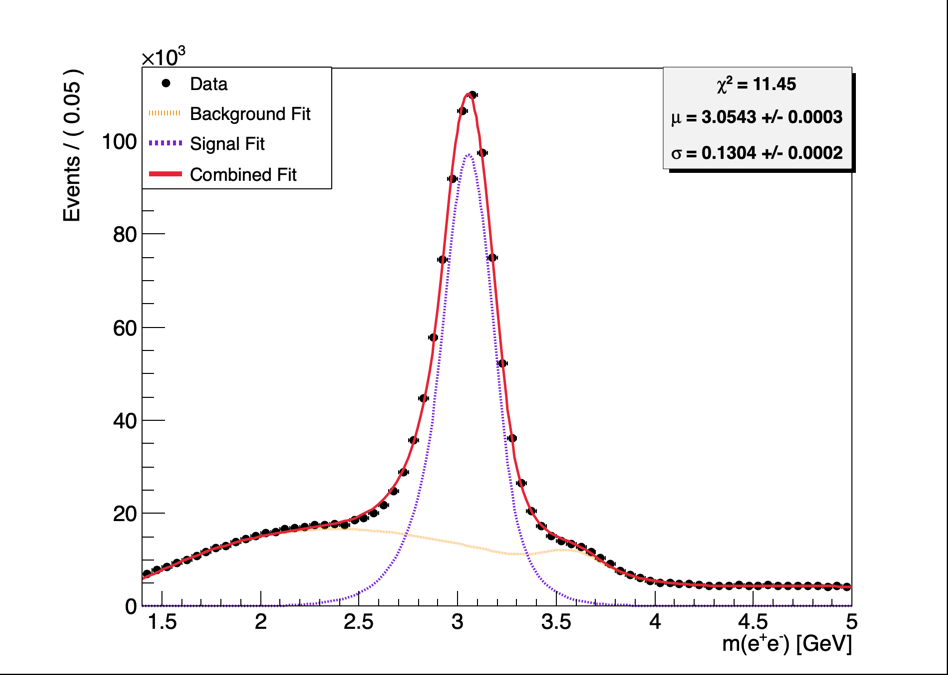 ×10³
Events / ( 0.05 )
Data
Background Fit
Signal Fit
Combined Fit
χ² = 11.45
μ = 3.0543 +/- 0.0003
σ = 0.1304 +/- 0.0002
100
80
60
40
20
0
1.5 2 2.5 3 3.5 4 4.5 5
m(e⁺e⁻) [GeV]